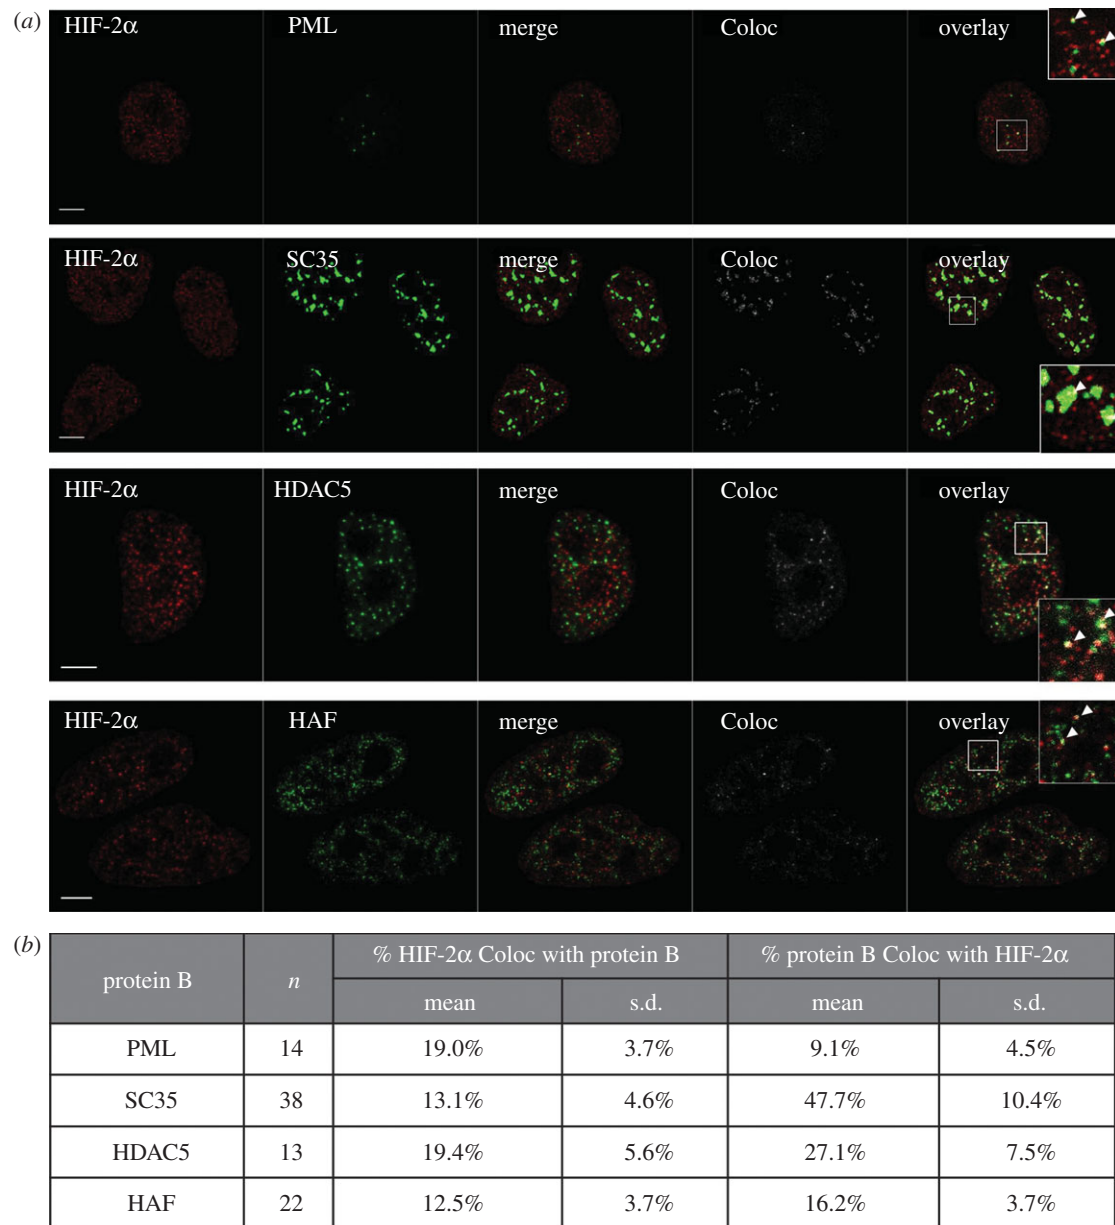 (a)
HIF-2α PML merge Coloc overlay
HIF-2α SC35 merge Coloc overlay
HIF-2α HDAC5 merge Coloc overlay
HIF-2α HAF merge Coloc overlay
(b)
protein B n % HIF-2α Coloc with protein B % protein B Coloc with HIF-2α
mean s.d. mean s.d.
PML 14 19.0% 3.7% 9.1% 4.5%
SC35 38 13.1% 4.6% 47.7% 10.4%
HDAC5 13 19.4% 5.6% 27.1% 7.5%
HAF 22 12.5% 3.7% 16.2% 3.7%